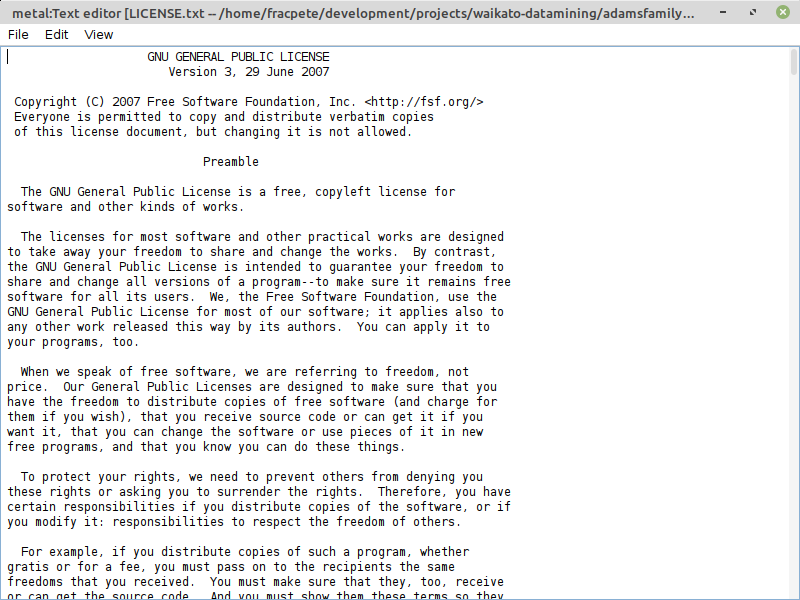 metal:Text editor [LICENSE.txt -- /home/fracpete/development/projects/waikato-datamining/adamsfamily...
File Edit View
GNU GENERAL PUBLIC LICENSE
Version 3, 29 June 2007
Copyright (C) 2007 Free Software Foundation, Inc. <http://fsf.org/>
Everyone is permitted to copy and distribute verbatim copies
of this license document, but changing it is not allowed.
Preamble
The GNU General Public License is a free, copyleft license for
software and other kinds of works.
The licenses for most software and other practical works are designed
to take away your freedom to share and change the works.  By contrast,
the GNU General Public License is intended to guarantee your freedom to
share and change all versions of a program--to make sure it remains free
software for all its users.  We, the Free Software Foundation, use the
GNU General Public License for most of our software; it applies also to
any other work released this way by its authors.  You can apply it to
your programs, too.
When we speak of free software, we are referring to freedom, not
price.  Our General Public Licenses are designed to make sure that you
have the freedom to distribute copies of free software (and charge for
them if you wish), that you receive source code or can get it if you
want it, that you can change the software or use pieces of it in new
free programs, and that you know you can do these things.
To protect your rights, we need to prevent others from denying you
these rights or asking you to surrender the rights.  Therefore, you have
certain responsibilities if you distribute copies of the software, or if
you modify it: responsibilities to respect the freedom of others.
For example, if you distribute copies of such a program, whether
gratis or for a fee, you must pass on to the recipients the same
freedoms that you received.  You must make sure that they, too, receive
or can get the source code.  And you must show them these terms so they